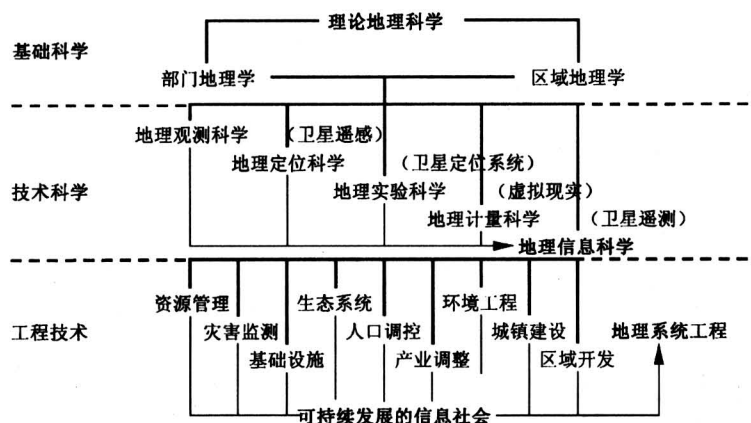 理论地理科学
基础科学
部门地理学 区域地理学
地理观测科学 （卫星遥感）
地理定位科学 （卫星定位系统）
技术科学 地理实验科学 （虚拟现实）
地理计量科学 （卫星遥测）
地理信息科学
资源管理 生态系统 环境工程
工程技术 灾害监测 人口调控 城镇建设 地理系统工程
基础设施 产业调整 区域开发
可持续发展的信息社会